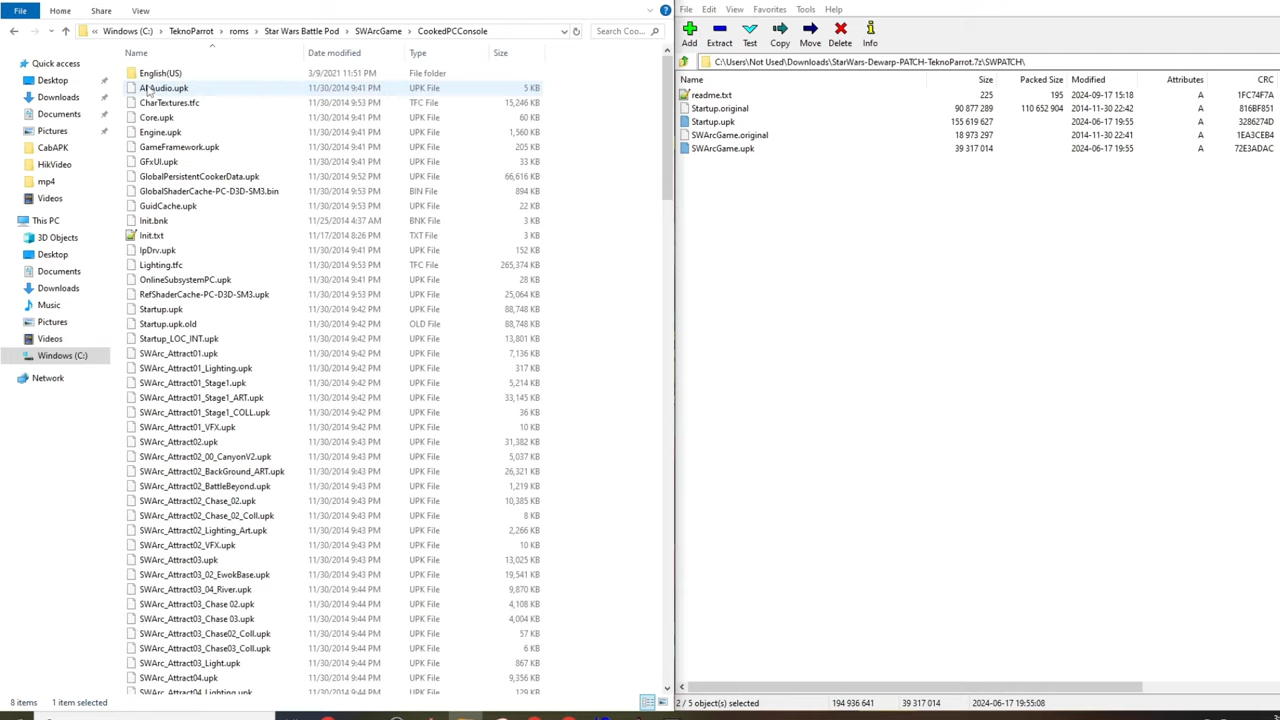 File Home Share View
Windows (C:) TeknoParrot roms Star Wars Battle Pod SWArcGame CookedPCConsole Search Coo...
Quick access
Desktop
Downloads
Documents
Pictures
CabAPK
HikVideo
mp4
Videos
This PC
3D Objects
Desktop
Documents
Downloads
Music
Pictures
Videos
Windows (C:)
Network
Name Date modified Type Size
English(US) 3/9/2021 11:51 PM File folder
11/30/2014 9:41 PM UPK File 5 KB
CharTextures.tfc 11/30/2014 9:53 PM TFC File 15,246 KB
Core.upk 11/30/2014 9:41 PM UPK File 60 KB
Engine.upk 11/30/2014 9:41 PM UPK File 1,560 KB
GameFramework.upk 11/30/2014 9:41 PM UPK File 205 KB
GFxUI.upk 11/30/2014 9:41 PM UPK File 33 KB
GlobalPersistentCookerData.upk 11/30/2014 9:52 PM UPK File 66,616 KB
GlobalShaderCache-PC-D3D-SM3.bin 11/30/2014 9:53 PM BIN File 894 KB
GuidCache.upk 11/30/2014 9:53 PM UPK File 22 KB
Init.bnk 11/25/2014 4:37 AM BNK File 3 KB
Init.txt 11/17/2014 8:26 PM TXT File 3 KB
IpDrv.upk 11/30/2014 9:41 PM UPK File 152 KB
Lighting.tfc 11/30/2014 9:53 PM TFC File 265,374 KB
OnlineSubsystemPC.upk 11/30/2014 9:41 PM UPK File 28 KB
RefShaderCache-PC-D3D-SM3.upk 11/30/2014 9:53 PM UPK File 25,064 KB
Startup.upk 11/30/2014 9:42 PM UPK File 88,748 KB
Startup.upk.old 11/30/2014 9:42 PM OLD File 88,748 KB
Startup_LOC_INT.upk 11/30/2014 9:42 PM UPK File 13,801 KB
SWArc_Attract01.upk 11/30/2014 9:42 PM UPK File 7,136 KB
SWArc_Attract01_Lighting.upk 11/30/2014 9:42 PM UPK File 317 KB
SWArc_Attract01_Stage1.upk 11/30/2014 9:42 PM UPK File 5,214 KB
SWArc_Attract01_Stage1_ART.upk 11/30/2014 9:42 PM UPK File 33,145 KB
SWArc_Attract01_Stage1_COLL.upk 11/30/2014 9:42 PM UPK File 36 KB
SWArc_Attract01_VFX.upk 11/30/2014 9:42 PM UPK File 10 KB
SWArc_Attract02.upk 11/30/2014 9:43 PM UPK File 31,382 KB
SWArc_Attract02_00_CanyonV2.upk 11/30/2014 9:42 PM UPK File 5,037 KB
SWArc_Attract02_BackGround_ART.upk 11/30/2014 9:42 PM UPK File 26,321 KB
SWArc_Attract02_BattleBeyond.upk 11/30/2014 9:43 PM UPK File 1,219 KB
SWArc_Attract02_Chase_02.upk 11/30/2014 9:42 PM UPK File 10,385 KB
SWArc_Attract02_Chase_02_Coll.upk 11/30/2014 9:42 PM UPK File 8 KB
SWArc_Attract02_Lighting_Art.upk 11/30/2014 9:42 PM UPK File 2,266 KB
SWArc_Attract02_VFX.upk 11/30/2014 9:43 PM UPK File 10 KB
SWArc_Attract03.upk 11/30/2014 9:44 PM UPK File 13,025 KB
SWArc_Attract03_02_EwokBase.upk 11/30/2014 9:43 PM UPK File 19,541 KB
SWArc_Attract03_04_River.upk 11/30/2014 9:43 PM UPK File 9,870 KB
SWArc_Attract03_Chase 02.upk 11/30/2014 9:44 PM UPK File 4,108 KB
SWArc_Attract03_Chase 03.upk 11/30/2014 9:44 PM UPK File 4,004 KB
SWArc_Attract03_Chase02_Coll.upk 11/30/2014 9:43 PM UPK File 57 KB
SWArc_Attract03_Chase03_Coll.upk 11/30/2014 9:44 PM UPK File 6 KB
SWArc_Attract03_Light.upk 11/30/2014 9:43 PM UPK File 867 KB
SWArc_Attract04.upk 11/30/2014 9:44 PM UPK File 4,356 KB
SWArc_Attract04_Lighting.upk 11/30/2014 9:44 PM UPK File 129 KB
8 items 1 item selected
File Edit View Favorites Tools Help
Add Extract Test Copy Move Delete Info
C:\Users\Not Used\Downloads\StarWars-Dewarp-PATCH-TeknoParrot.7z\SWPATCH\
Name Size Packed Size Modified Attributes CRC
readme.txt 225 195 2024-09-17 15:18 A 1FC74F7A
Startup.original 90 877 289 110 652 904 2014-11-30 22:42 A 816BF851
Startup.upk 155 619 627 2024-06-17 19:55 A 3286274D
SWArcGame.original 18 973 297 2014-11-30 22:41 A 1EA3CEB4
SWArcGame.upk 39 317 014 2024-06-17 19:55 A 72E3ADAC
2 / 5 object(s) selected 194 936 641 39 317 014 2024-06-17 19:55:08